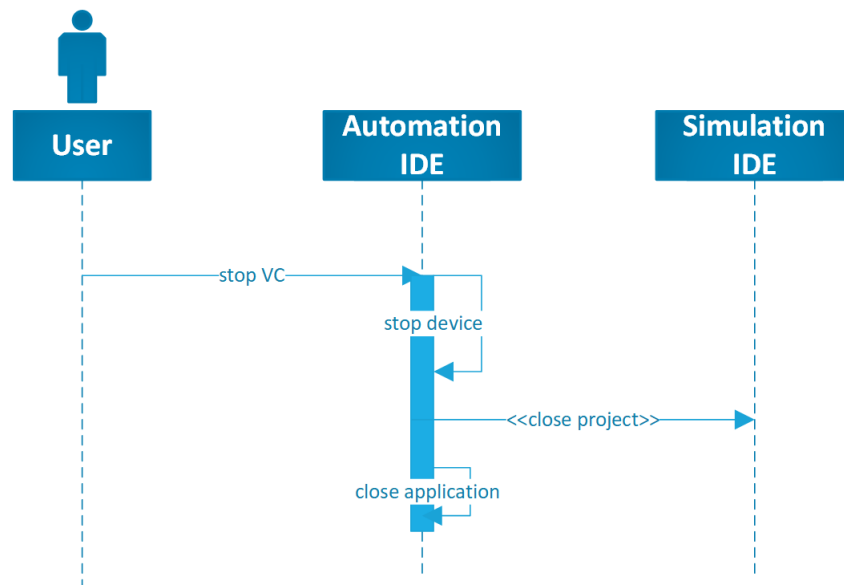 User
Automation
IDE
Simulation
IDE
stop VC
stop device
<<close project>>
close application